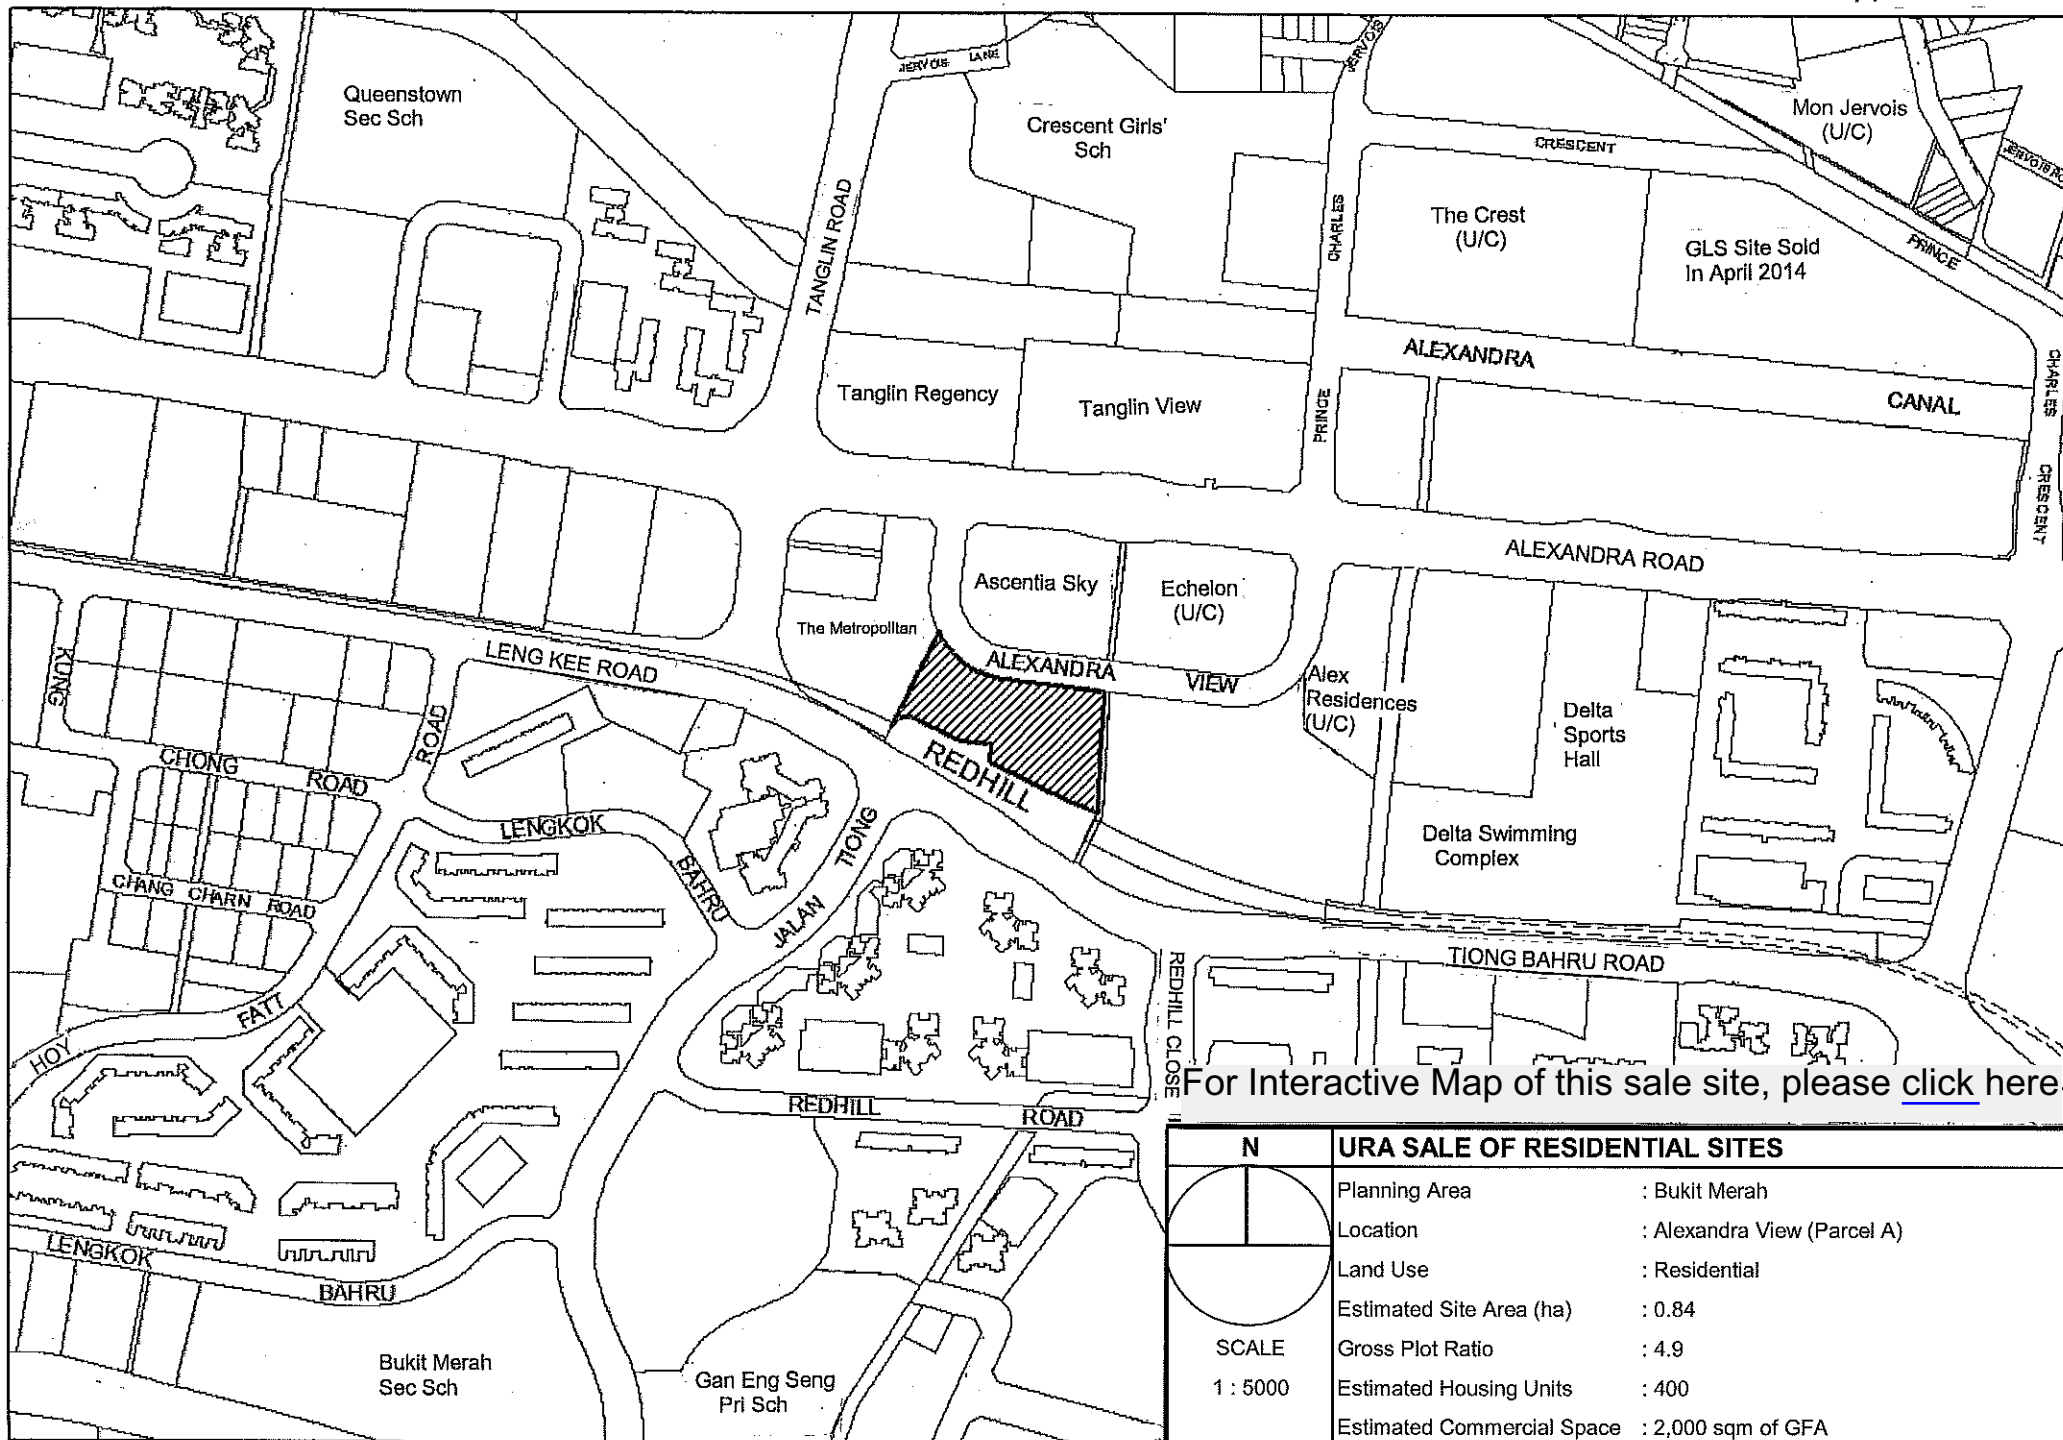 JERVOIS LANE
JERVOIS
Queenstown
Sec Sch
Crescent Girls'
Sch
Mon Jervois
(U/C)
CRESCENT
JERVOIS RO
TANGLIN ROAD
CHARLES
The Crest
(U/C)
GLS Site Sold
In April 2014
PRINCE
ALEXANDRA
CANAL
CHARLES
CRESCENT
Tanglin Regency
Tanglin View
PRINCE
ALEXANDRA ROAD
Ascentia Sky
Echelon
(U/C)
The Metropolitan
KUNG
LENG KEE ROAD
ALEXANDRA
VIEW
Alex
Residences
(U/C)
Delta
Sports
Hall
ROAD
CHONG
ROAD
REDHILL
LENGKOK
BAHRU
TIONG
JALAN
Delta Swimming
Complex
CHANG CHARN ROAD
TIONG BAHRU ROAD
HOY
FATT
REDHILL CLOSE
For Interactive Map of this sale site, please click here.
REDHILL
ROAD
LENGKOK
BAHRU
Bukit Merah
Sec Sch
Gan Eng Seng
Pri Sch
N
SCALE
1 : 5000
URA SALE OF RESIDENTIAL SITES
Planning Area : Bukit Merah
Location : Alexandra View (Parcel A)
Land Use : Residential
Estimated Site Area (ha) : 0.84
Gross Plot Ratio : 4.9
Estimated Housing Units : 400
Estimated Commercial Space : 2,000 sqm of GFA